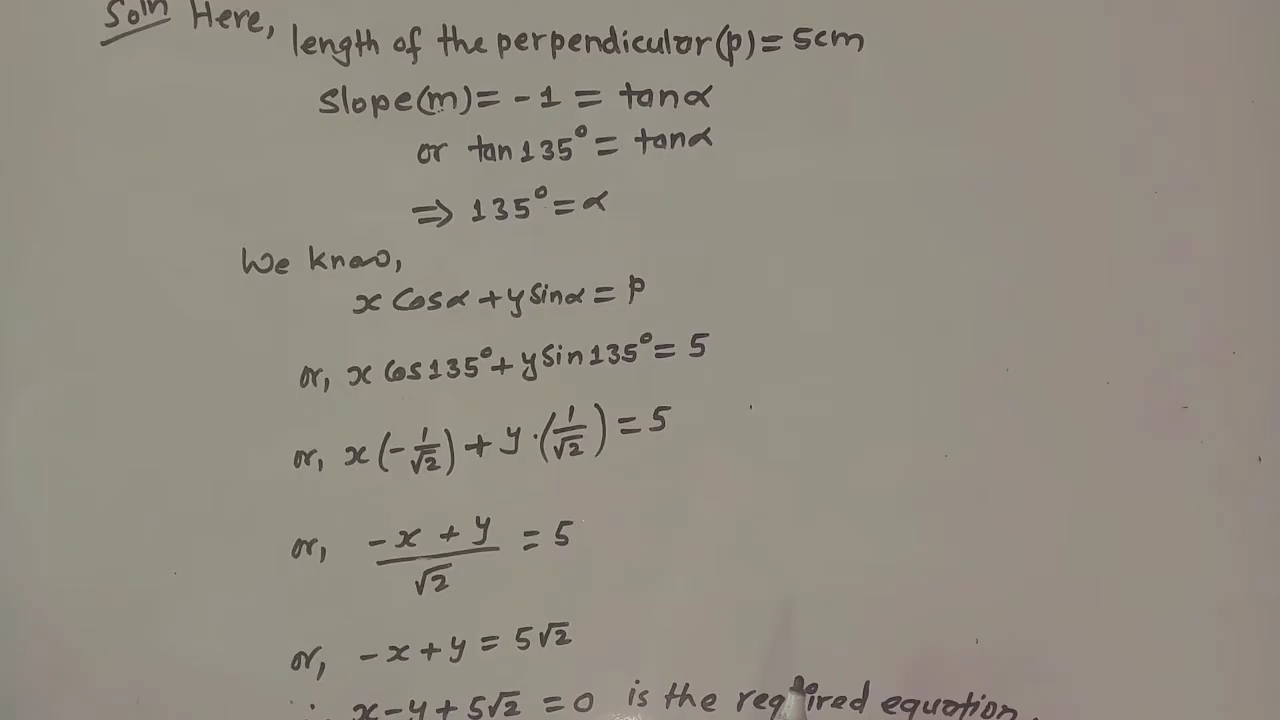 Soln Here,
length of the perpendiculor(p) = 5cm
Slope(m) = -1 = tanα
or tan135° = tanα
⇒ 135° = α
We know,
x Cosα + y Sinα = p
or, x Cos135° + y Sin135° = 5
or, x(-1/√2) + y·(1/√2) = 5
or, (-x + y)/√2 = 5
or, -x + y = 5√2
∴ x - y + 5√2 = 0 is the required equation.